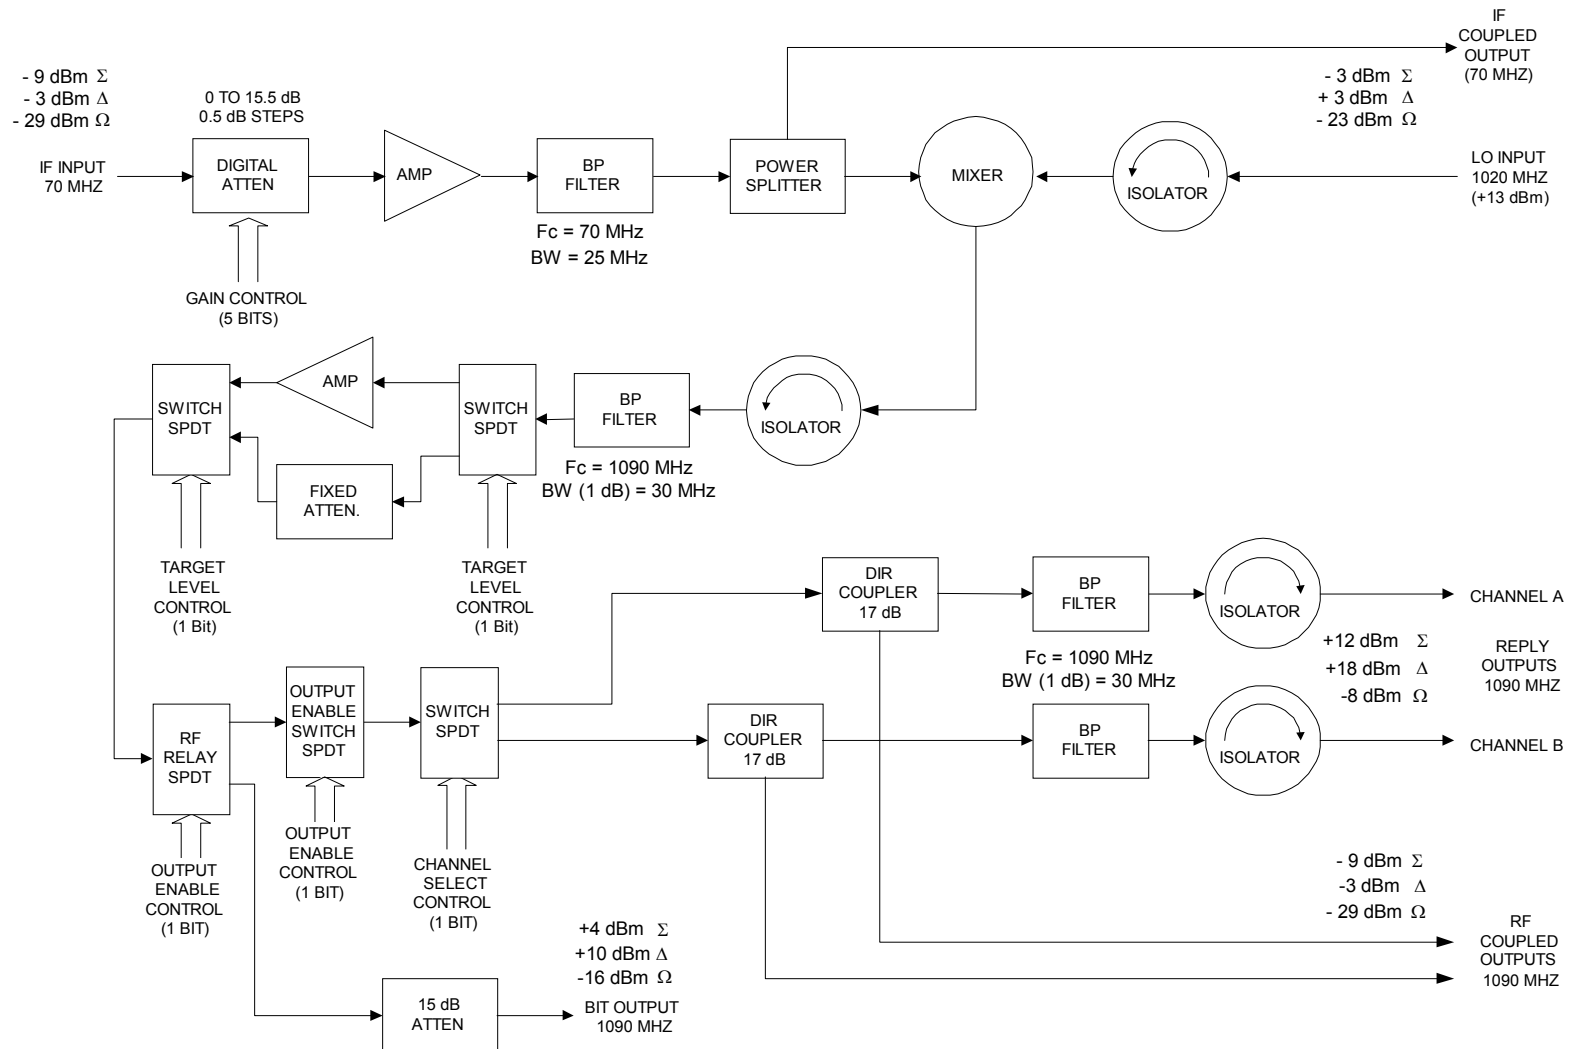 IF
COUPLED
OUTPUT
(70 MHZ)
- 9 dBm Σ
- 3 dBm Δ
- 29 dBm Ω
0 TO 15.5 dB
0.5 dB STEPS
- 3 dBm Σ
+ 3 dBm Δ
- 23 dBm Ω
IF INPUT
70 MHZ
DIGITAL
ATTEN
AMP
BP
FILTER
POWER
SPLITTER
MIXER
ISOLATOR
LO INPUT
1020 MHZ
(+13 dBm)
Fc = 70 MHz
BW = 25 MHz
GAIN CONTROL
(5 BITS)
SWITCH
SPDT
AMP
FIXED
ATTEN.
SWITCH
SPDT
BP
FILTER
ISOLATOR
Fc = 1090 MHz
BW (1 dB) = 30 MHz
TARGET
LEVEL
CONTROL
(1 Bit)
TARGET
LEVEL
CONTROL
(1 Bit)
DIR
COUPLER
17 dB
BP
FILTER
ISOLATOR
CHANNEL A
Fc = 1090 MHz
BW (1 dB) = 30 MHz
+12 dBm Σ
+18 dBm Δ
-8 dBm Ω
REPLY
OUTPUTS
1090 MHZ
RF
RELAY
SPDT
OUTPUT
ENABLE
SWITCH
SPDT
SWITCH
SPDT
DIR
COUPLER
17 dB
BP
FILTER
ISOLATOR
CHANNEL B
OUTPUT
ENABLE
CONTROL
(1 BIT)
OUTPUT
ENABLE
CONTROL
(1 BIT)
CHANNEL
SELECT
CONTROL
(1 BIT)
- 9 dBm Σ
-3 dBm Δ
- 29 dBm Ω
RF
COUPLED
OUTPUTS
1090 MHZ
+4 dBm Σ
+10 dBm Δ
-16 dBm Ω
15 dB
ATTEN
BIT OUTPUT
1090 MHZ